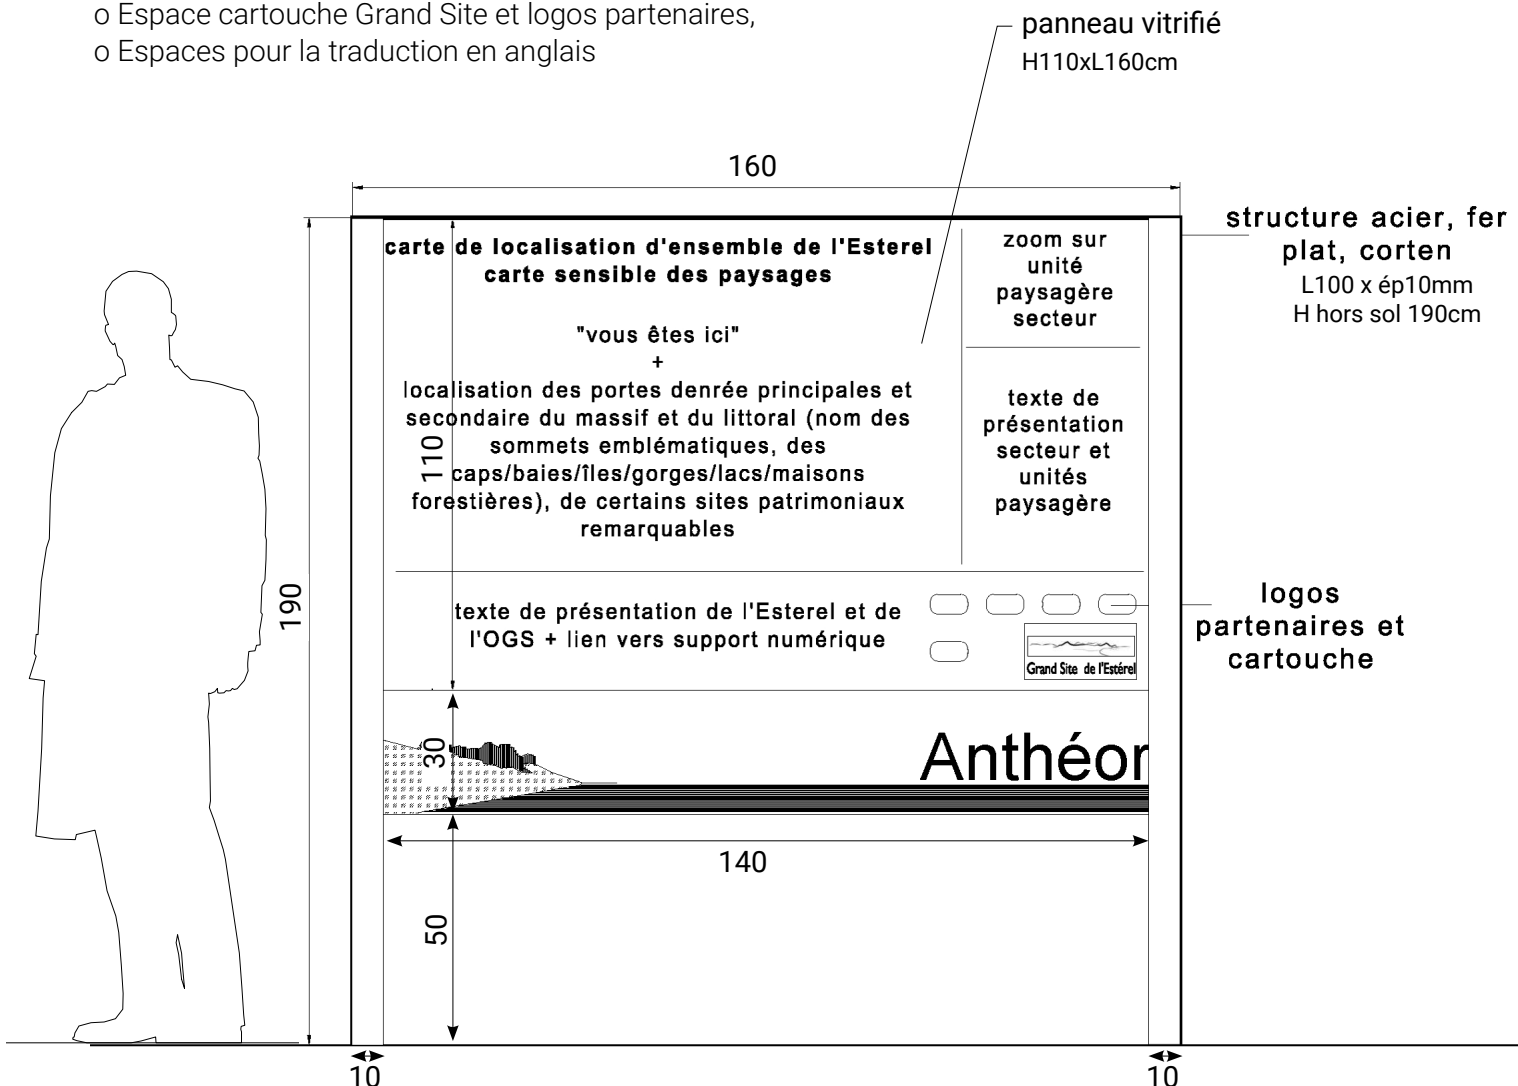 o Espace cartouche Grand Site et logos partenaires,
o Espaces pour la traduction en anglais
panneau vitrifié
H110xL160cm
160
structure acier, fer
plat, corten
L100 x ép10mm
H hors sol 190cm
carte de localisation d'ensemble de l'Esterel
carte sensible des paysages
"vous êtes ici"
+
localisation des portes denrée principales et
secondaire du massif et du littoral (nom des
sommets emblématiques, des
caps/baies/îles/gorges/lacs/maisons
forestières), de certains sites patrimoniaux
remarquables
zoom sur
unité
paysagère
secteur
texte de
présentation
secteur et
unités
paysagère
110
190
texte de présentation de l'Esterel et de
l'OGS + lien vers support numérique
Grand Site de l'Estérel
logos
partenaires et
cartouche
30
Anthéor
140
50
10
10